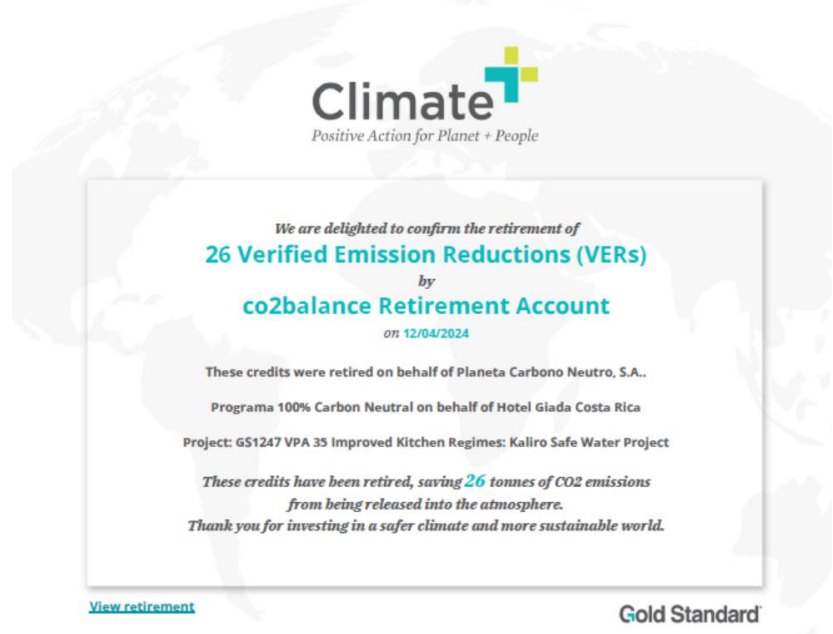 Climate+
Positive Action for Planet + People
We are delighted to confirm the retirement of
26 Verified Emission Reductions (VERs)
by
co2balance Retirement Account
on 12/04/2024
These credits were retired on behalf of Planeta Carbono Neutro, S.A..
Programa 100% Carbon Neutral on behalf of Hotel Giada Costa Rica
Project: GS1247 VPA 35 Improved Kitchen Regimes: Kaliro Safe Water Project
These credits have been retired, saving 26 tonnes of CO2 emissions
from being released into the atmosphere.
Thank you for investing in a safer climate and more sustainable world.
View retirement
Gold Standard